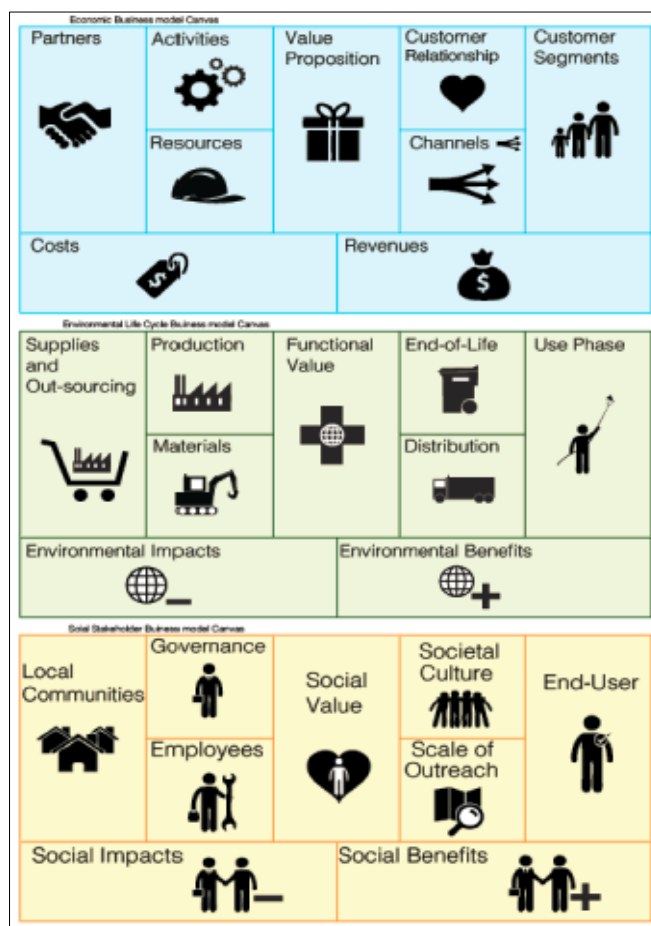 Economic Business model Canvas
Partners
Activities
Value
Proposition
Customer
Relationship
Customer
Segments
Resources
Channels
Costs
$
Revenues
$
Environmental Life Cycle Buiness model Canvas
Supplies
and
Out-sourcing
Production
Functional
Value
End-of-Life
Use Phase
Materials
Distribution
Environmental Impacts
Environmental Benefits
Soial Stakeholder Buiness model Canvas
Local
Communities
Governance
Social
Value
Societal
Culture
End-User
Employees
Scale of
Outreach
Social Impacts
Social Benefits